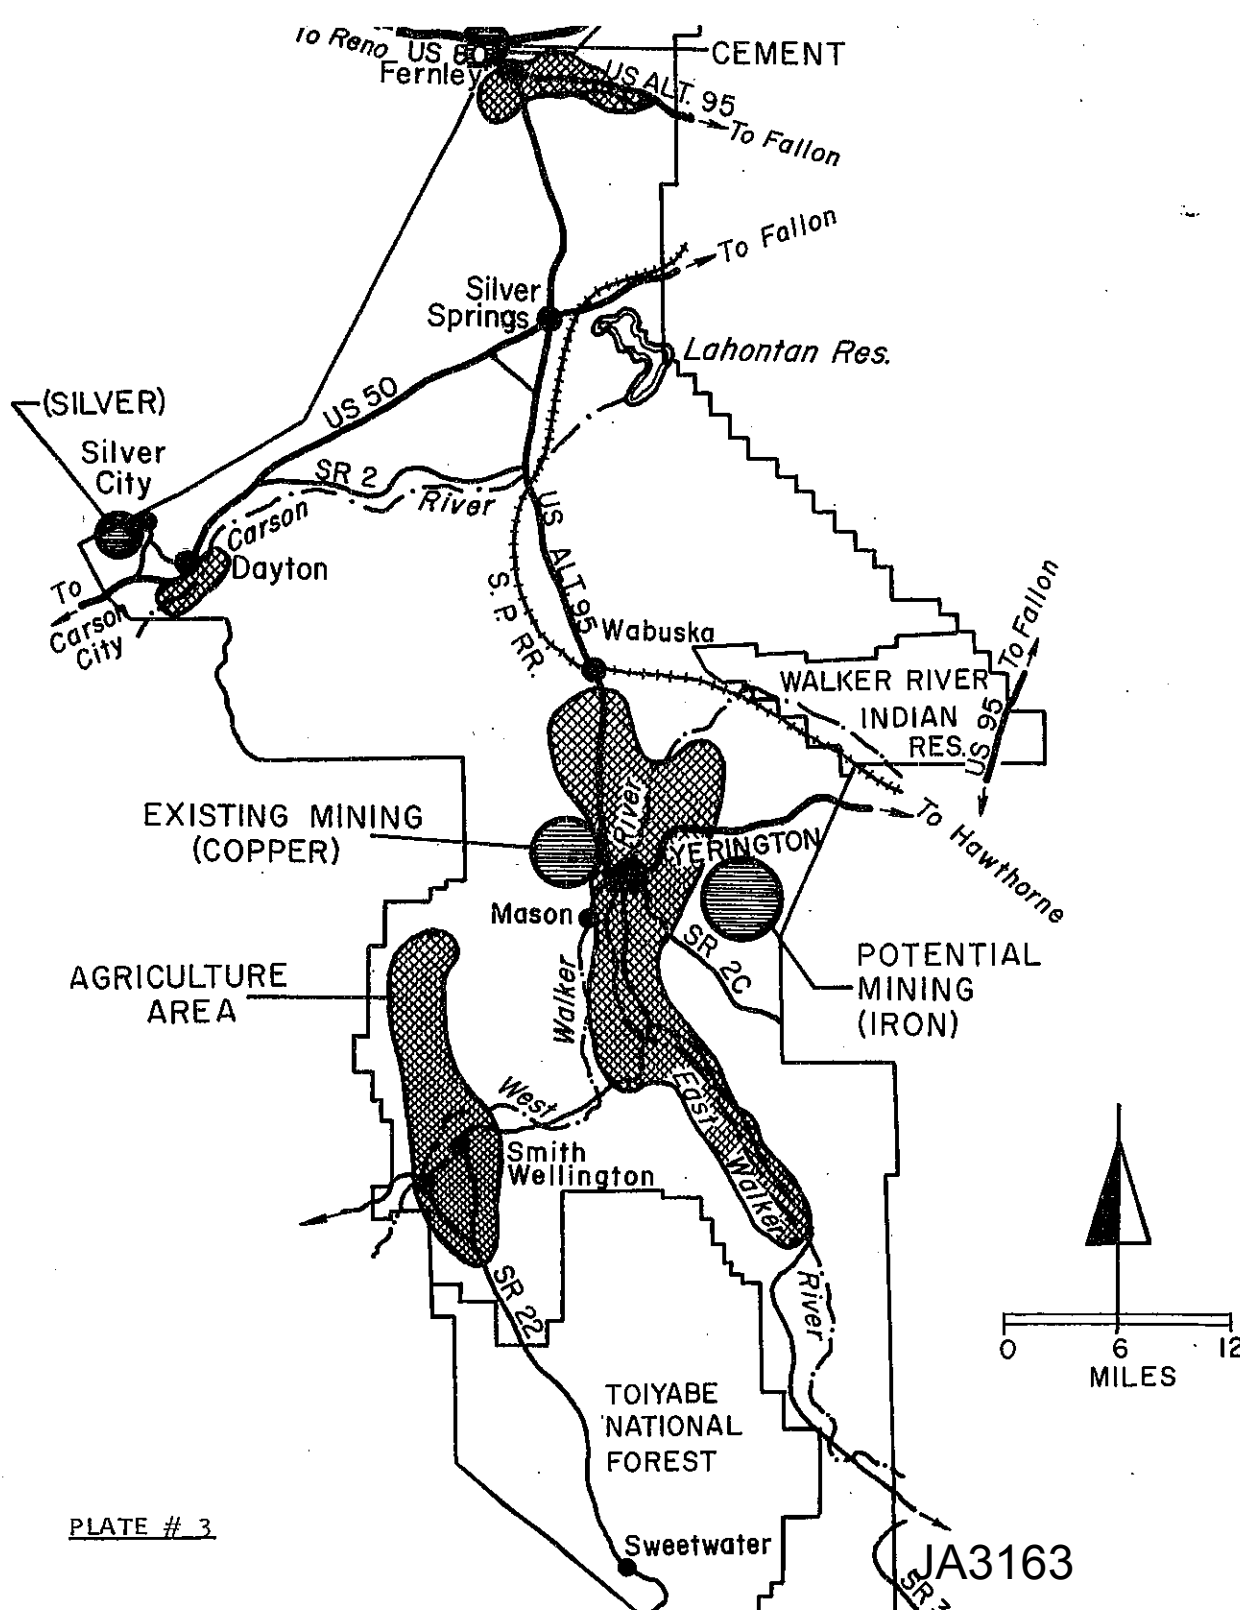 To Reno
US 80
CEMENT
Fernley
US ALT. 95
To Fallon
To Fallon
Silver
Springs
Lahontan Res.
(SILVER)
US 50
Silver
City
SR 2
River
Carson
US ALT. 95
Dayton
To
Carson
City
S. P. RR.
Wabuska
To Fallon
WALKER RIVER
INDIAN
RES.
US 95
EXISTING MINING
(COPPER)
River
YERINGTON
To Hawthorne
Mason
SR 2C
POTENTIAL
MINING
(IRON)
AGRICULTURE
AREA
Walker
West
East Walker
River
Smith
Wellington
SR 22
0 6 12
MILES
TOIYABE
NATIONAL
FOREST
PLATE # 3
Sweetwater
JA3163